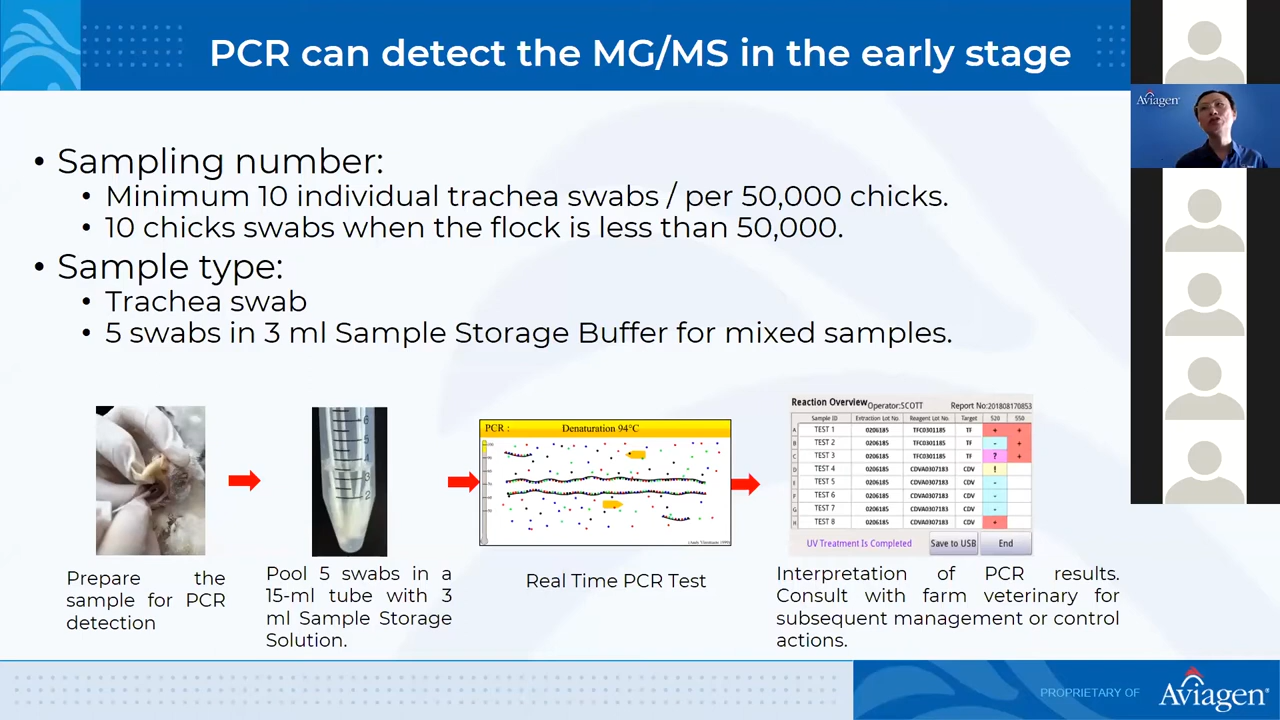 PCR can detect the MG/MS in the early stage
Aviagen
• Sampling number:
• Minimum 10 individual trachea swabs / per 50,000 chicks.
• 10 chicks swabs when the flock is less than 50,000.
• Sample type:
• Trachea swab
• 5 swabs in 3 ml Sample Storage Buffer for mixed samples.
6
5
4
3
2
PCR : Denaturation 94°C
Reaction Overview Operator:SCOTT Report No:201808170853
Sample ID Extraction Lot No. Reagent Lot No. Target 520 550
A TEST 1 0206185 TFC0301185 TF + +
B TEST 2 0206185 TFC0301185 TF - +
C TEST 3 0206185 TFC0301185 TF ? +
D TEST 4 0206185 CDVA0307183 CDV !
E TEST 5 0206185 CDVA0307183 CDV -
F TEST 6 0206185 CDVA0307183 CDV -
G TEST 7 0206185 CDVA0307183 CDV -
H TEST 8 0206185 CDVA0307183 CDV +
UV Treatment Is Completed Save to USB End
Prepare the
sample for PCR
detection
Pool 5 swabs in a
15-ml tube with 3
ml Sample Storage
Solution.
Real Time PCR Test
Interpretation of PCR results.
Consult with farm veterinary for
subsequent management or control
actions.
PROPRIETARY OF Aviagen®